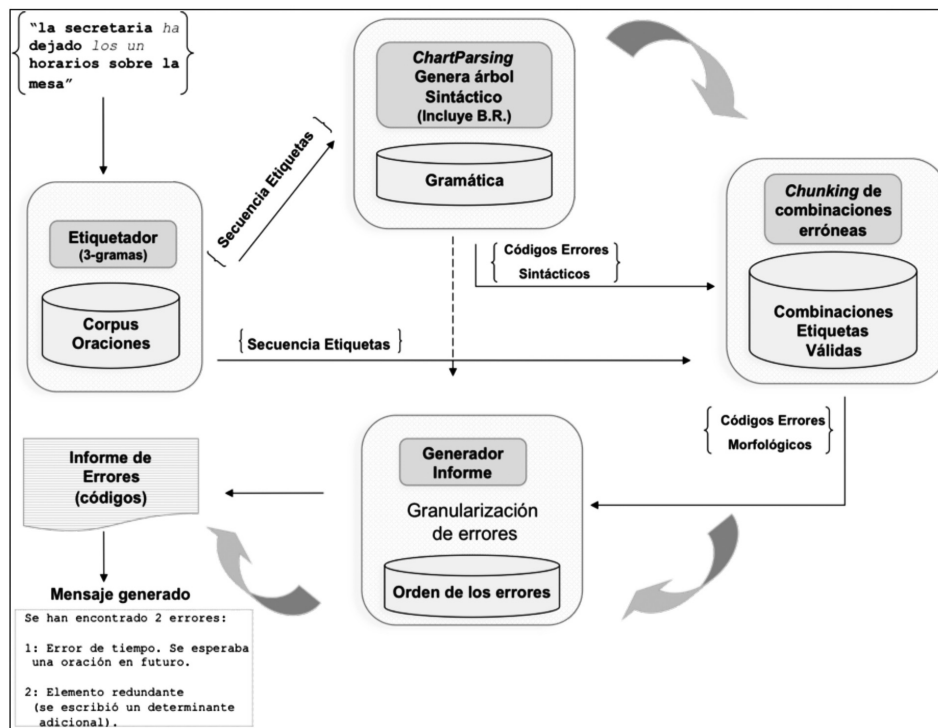 “la secretaria ha
dejado los un
horarios sobre la
mesa”
ChartParsing
Genera árbol
Sintáctico
(Incluye B.R.)
Gramática
Secuencia Etiquetas
Etiquetador
(3-gramas)
Corpus
Oraciones
Chunking de
combinaciones
erróneas
Combinaciones
Etiquetas
Válidas
Códigos Errores
Sintácticos
Secuencia Etiquetas
Códigos Errores
Morfológicos
Generador
Informe
Granularización
de errores
Orden de los errores
Informe de
Errores
(códigos)
Mensaje generado
Se han encontrado 2 errores:
1: Error de tiempo. Se esperaba
una oración en futuro.
2: Elemento redundante
(se escribió un determinante
adicional).